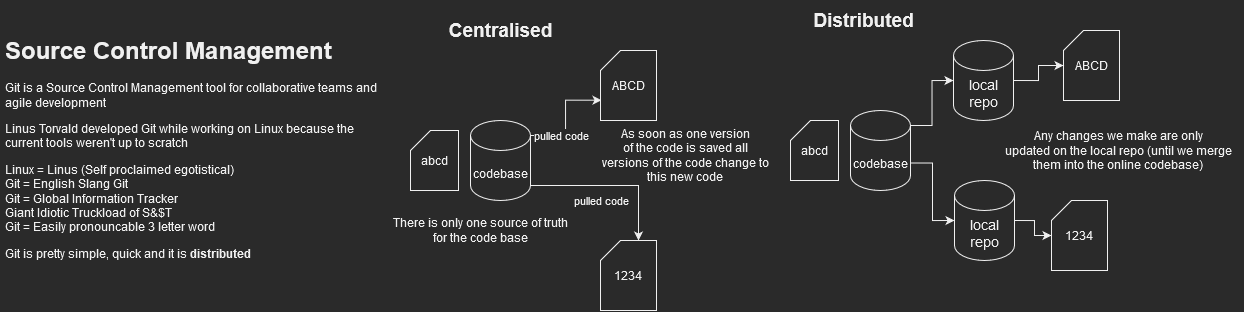 Source Control Management
Git is a Source Control Management tool for collaborative teams and
agile development
Linus Torvald developed Git while working on Linux because the
current tools weren't up to scratch
Linux = Linus (Self proclaimed egotistical)
Git = English Slang Git
Git = Global Information Tracker
Giant Idiotic Truckload of S&$T
Git = Easily pronouncable 3 letter word
Git is pretty simple, quick and it is distributed
Centralised
abcd
codebase
pulled code
ABCD
As soon as one version
of the code is saved all
versions of the code change to
this new code
pulled code
There is only one source of truth
for the code base
1234
Distributed
abcd
codebase
local
repo
ABCD
Any changes we make are only
updated on the local repo (until we merge
them into the online codebase)
local
repo
1234